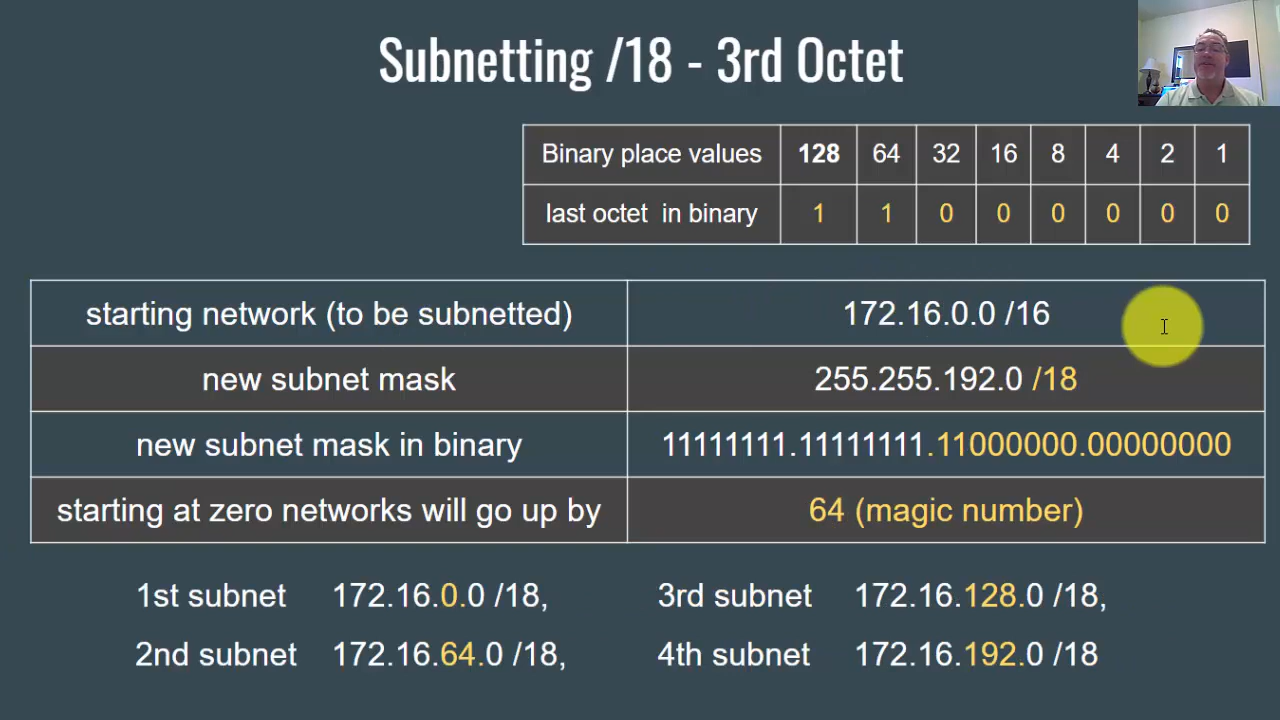 Subnetting /18 - 3rd Octet
Binary place values 128 64 32 16 8 4 2 1
last octet in binary 1 1 0 0 0 0 0 0
starting network (to be subnetted) 172.16.0.0 /16
new subnet mask 255.255.192.0 /18
new subnet mask in binary 11111111.11111111.11000000.00000000
starting at zero networks will go up by 64 (magic number)
1st subnet 172.16.0.0 /18, 3rd subnet 172.16.128.0 /18,
2nd subnet 172.16.64.0 /18, 4th subnet 172.16.192.0 /18